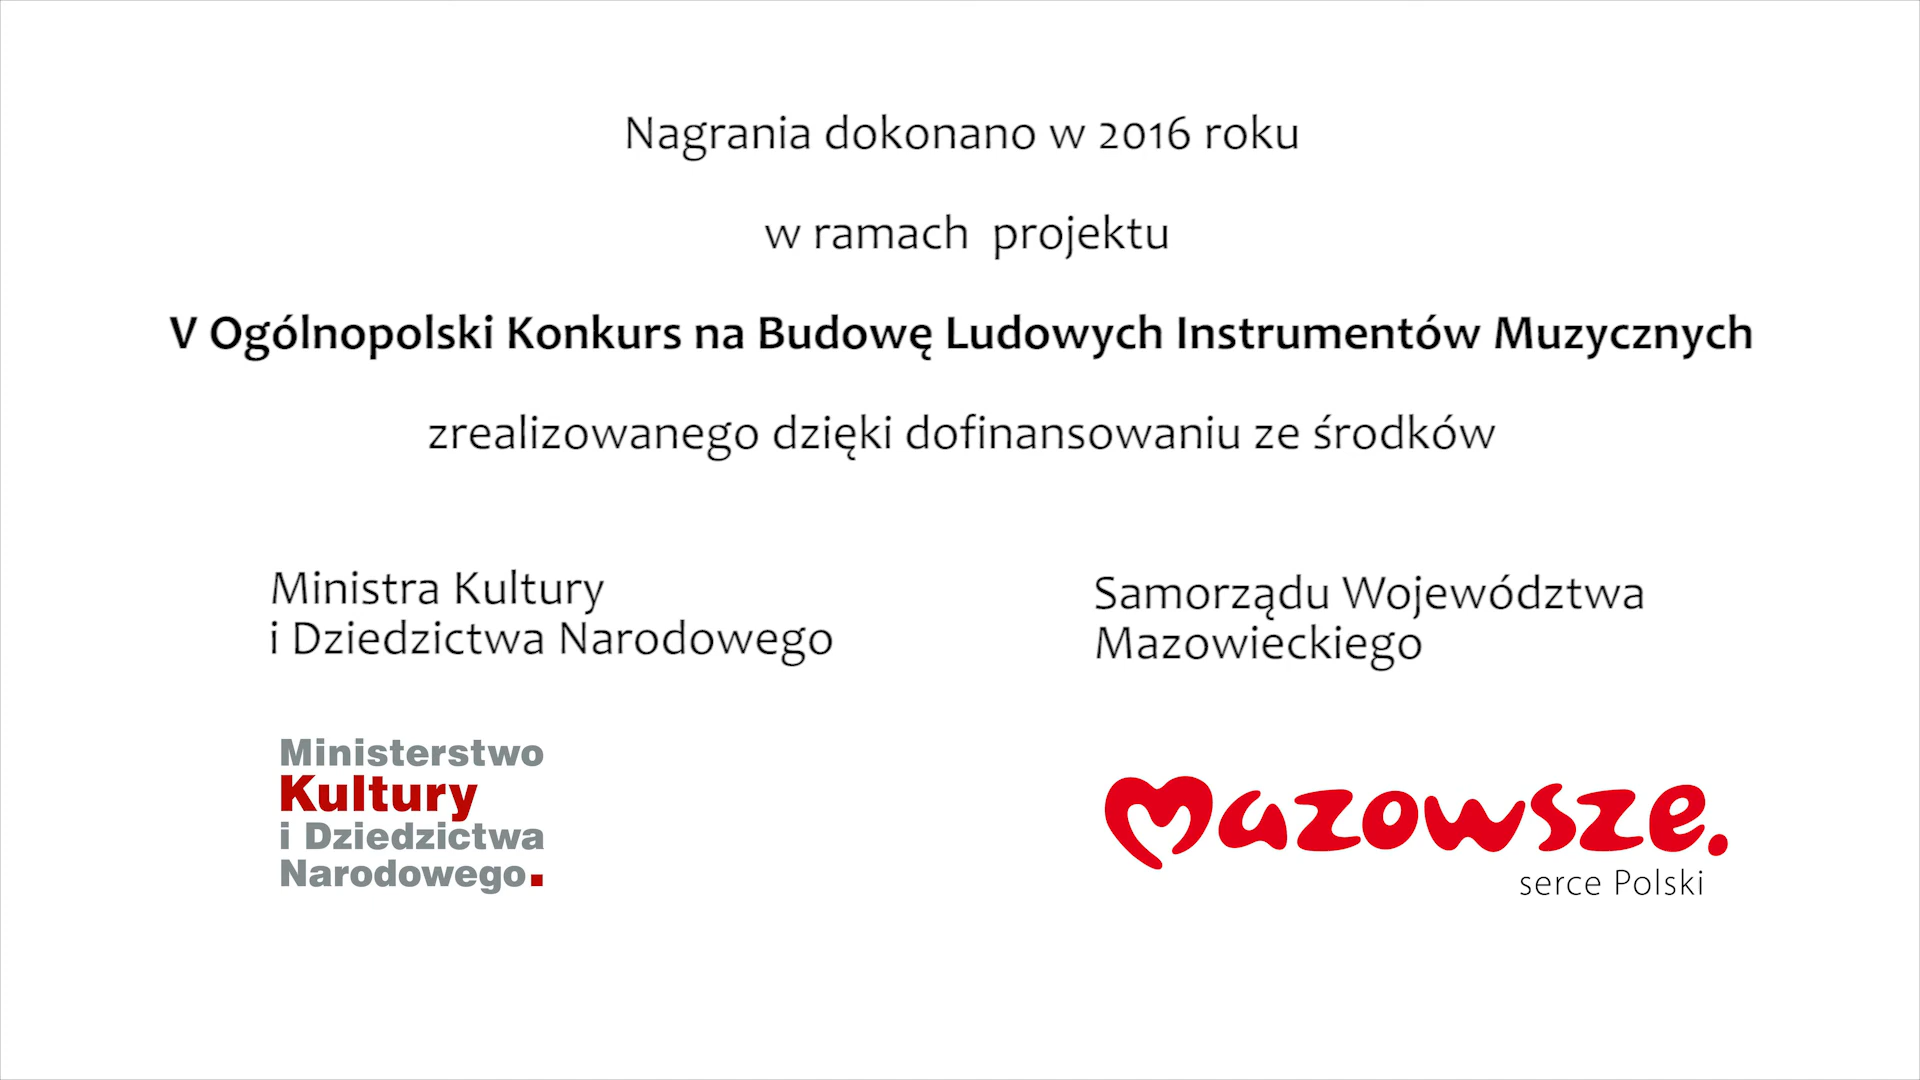 Nagrania dokonano w 2016 roku
w ramach projektu
V Ogólnopolski Konkurs na Budowę Ludowych Instrumentów Muzycznych
zrealizowanego dzięki dofinansowaniu ze środków
Ministra Kultury
i Dziedzictwa Narodowego
Samorządu Województwa
Mazowieckiego
Ministerstwo
Kultury
i Dziedzictwa
Narodowego.
Mazowsze.
serce Polski